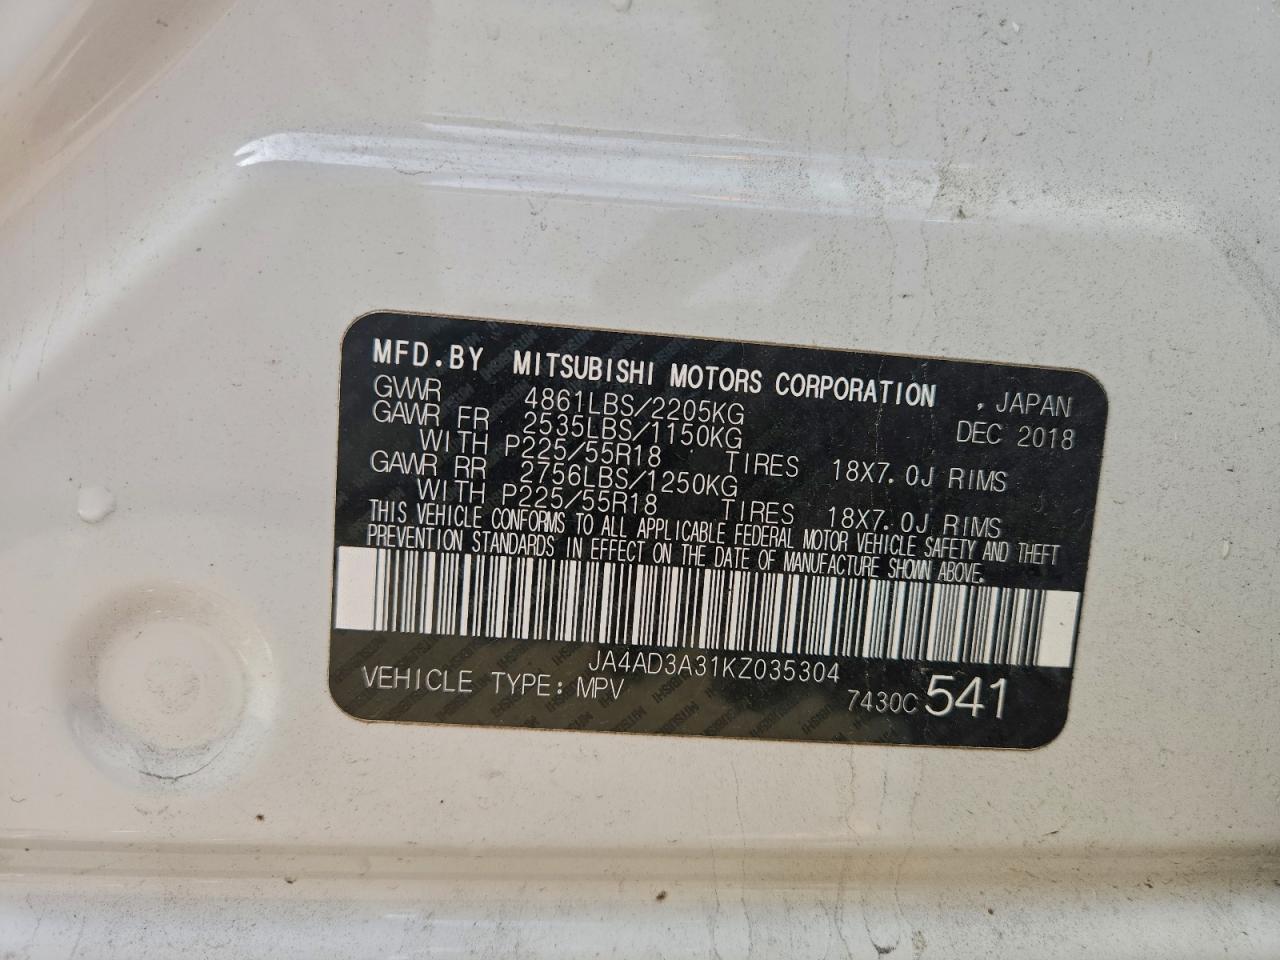 MFD.BY MITSUBISHI MOTORS CORPORATION , JAPAN
GVWR 4861LBS/2205KG DEC 2018
GAWR FR 2535LBS/1150KG
WITH P225/55R18 TIRES 18X7.0J RIMS
GAWR RR 2756LBS/1250KG
WITH P225/55R18 TIRES 18X7.0J RIMS
THIS VEHICLE CONFORMS TO ALL APPLICABLE FEDERAL MOTOR VEHICLE SAFETY AND THEFT
PREVENTION STANDARDS IN EFFECT ON THE DATE OF MANUFACTURE SHOWN ABOVE.
JA4AD3A31KZ035304
VEHICLE TYPE: MPV 7430C 541